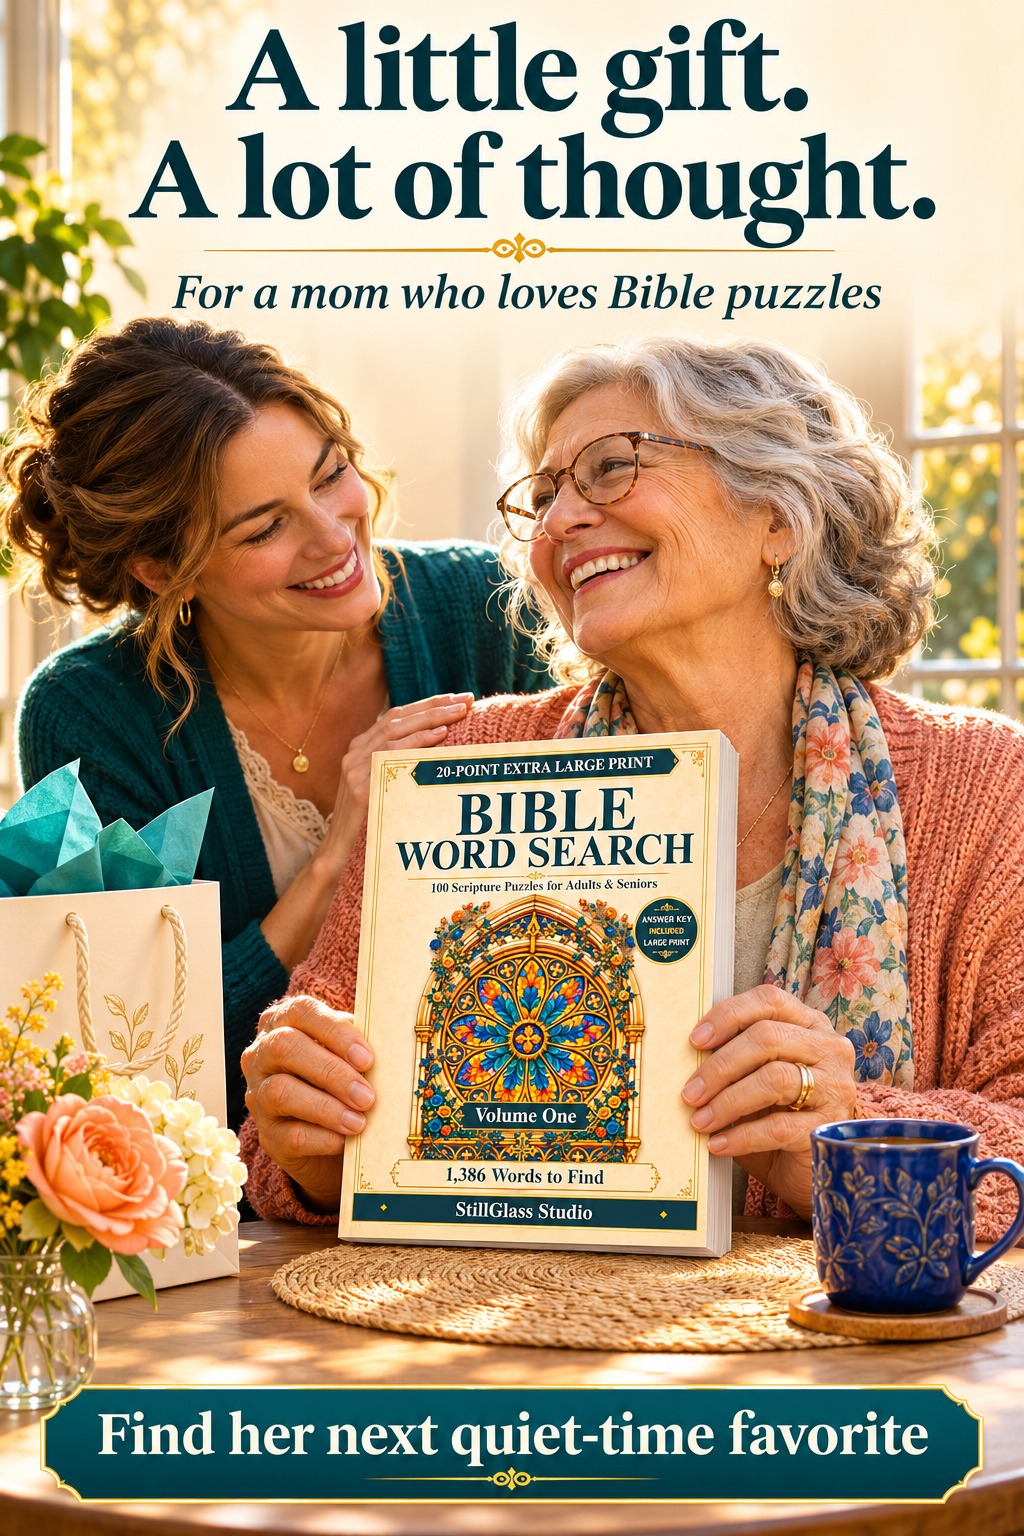 A little gift.
A lot of thought.
For a mom who loves Bible puzzles
20-POINT EXTRA LARGE PRINT
BIBLE
WORD SEARCH
100 Scripture Puzzles for Adults & Seniors
ANSWER KEY
INCLUDED
LARGE PRINT
Volume One
1,386 Words to Find
StillGlass Studio
Find her next quiet-time favorite